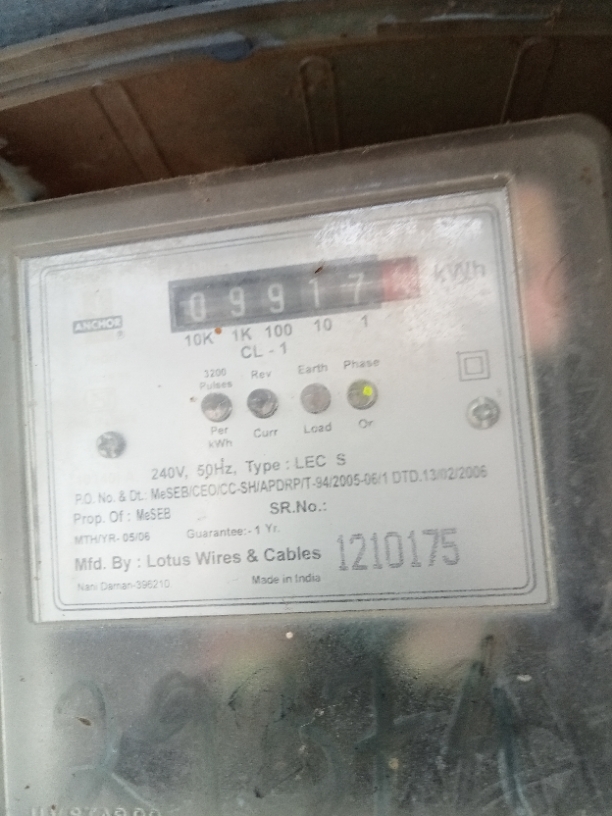 09917 kWh
ANCHOR
10K 1K 100 10 1
CL - 1
3200 Pulses Rev Earth Phase
Per kWh Curr Load Or
240V, 50Hz, Type : LEC S
P.O. No. & Dt.: MeSEB/CEO/CC-SH/APDRP/T-94/2005-06/1 DTD.13/02/2006
Prop. Of : MeSEB SR.No.:
MTH/YR- 05/06 Guarantee:- 1 Yr.
Mfd. By : Lotus Wires & Cables 1210175
Nani Daman-396210 Made in India